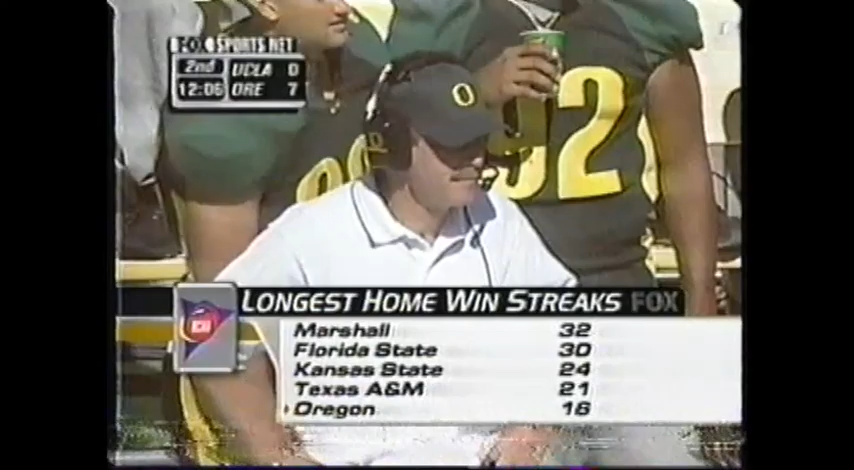 FOX SPORTS NET
2nd UCLA 0
12:06 ORE 7
O
92
LONGEST HOME WIN STREAKS FOX
Marshall 32
Florida State 30
Kansas State 24
Texas A&M 21
Oregon 16